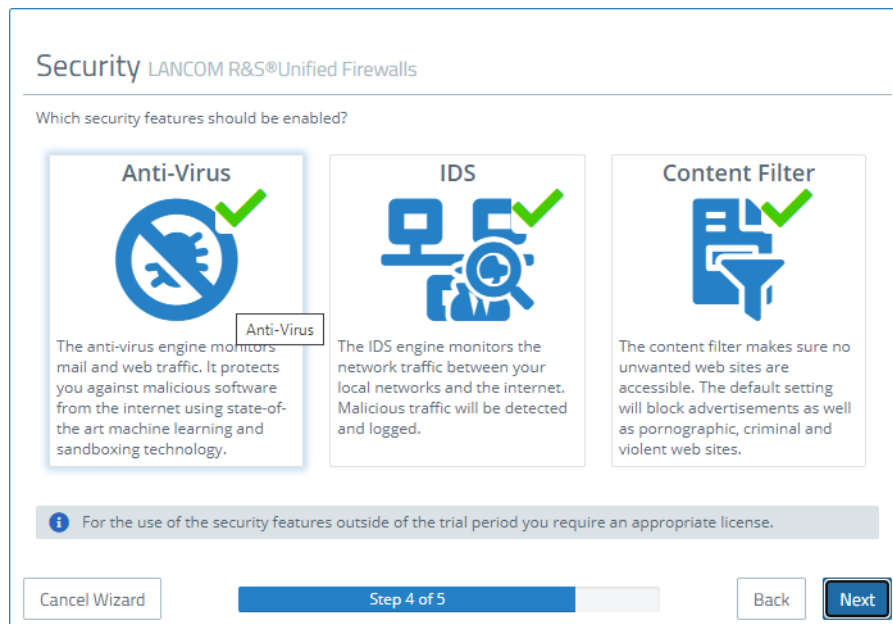 Security LANCOM R&S®Unified Firewalls
Which security features should be enabled?
Anti-Virus
Anti-Virus
The anti-virus engine monitors
mail and web traffic. It protects
you against malicious software
from the internet using state-of-
the art machine learning and
sandboxing technology.
IDS
The IDS engine monitors the
network traffic between your
local networks and the internet.
Malicious traffic will be detected
and logged.
Content Filter
The content filter makes sure no
unwanted web sites are
accessible. The default setting
will block advertisements as well
as pornographic, criminal and
violent web sites.
For the use of the security features outside of the trial period you require an appropriate license.
Cancel Wizard
Step 4 of 5
Back
Next